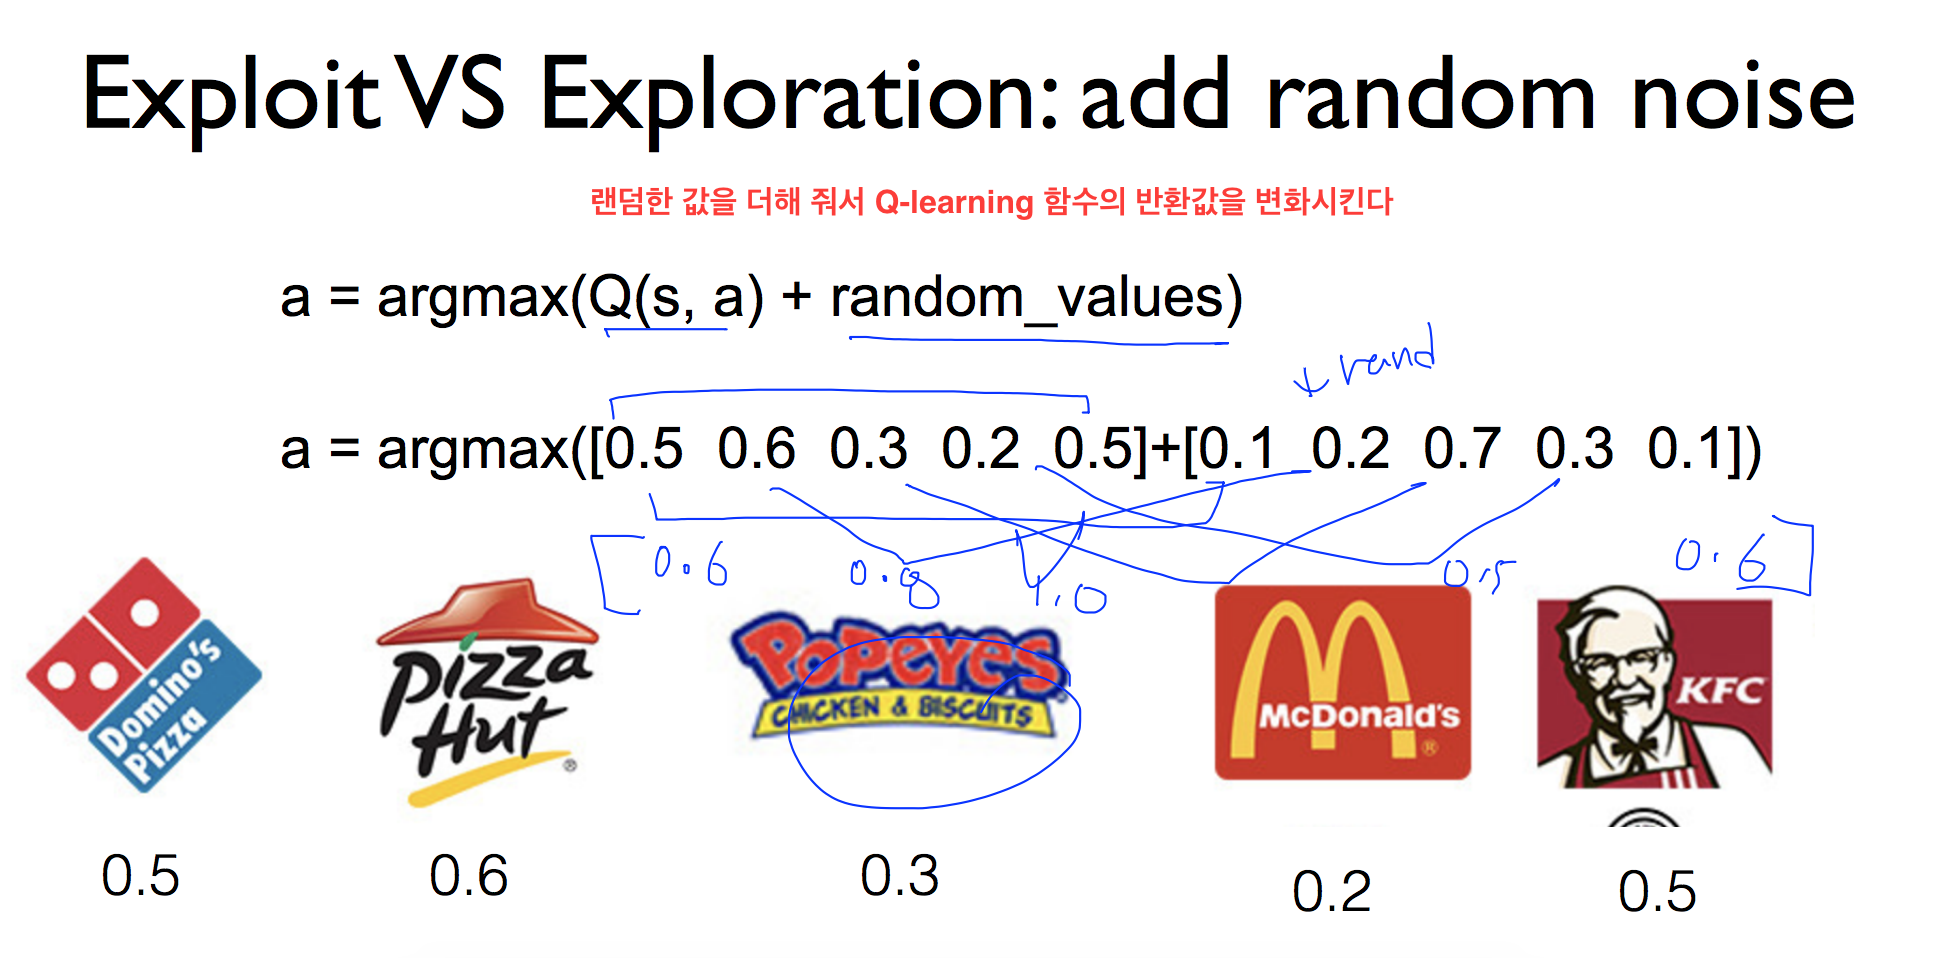 Exploit VS Exploration: add random noise
랜덤한 값을 더해 줘서 Q-learning 함수의 반환값을 변화시킨다
a = argmax(Q(s, a) + random_values)
rand
a = argmax([0.5 0.6 0.3 0.2 0.5]+[0.1 0.2 0.7 0.3 0.1])
[0.6 0.8 1.0 0.5 0.6]
Domino's
Pizza
Pizza
Hut
®
POPEYES
CHICKEN & BISCUITS
McDonald's
®
KFC
0.5 0.6 0.3 0.2 0.5